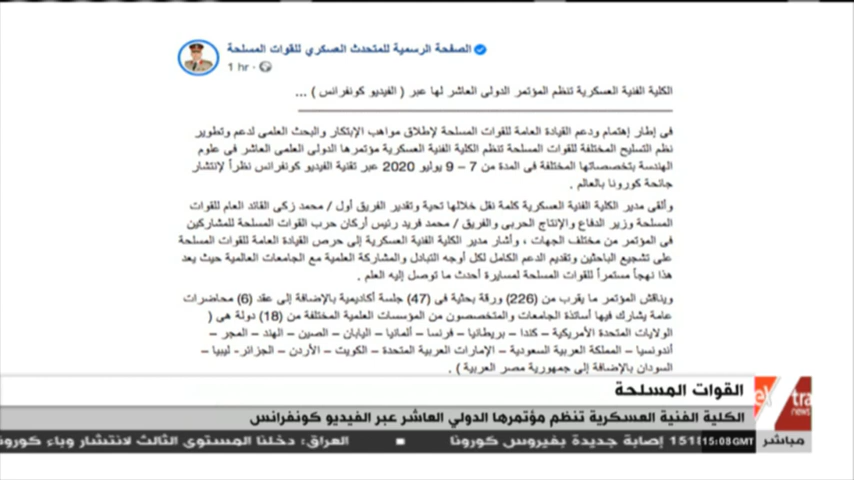 الصفحة الرسمية للمتحدث العسكري للقوات المسلحة
1 hr ·
الكلية الفنية العسكرية تنظم المؤتمر الدولى العاشر لها عبر ( الفيديو كونفرانس ) ...
فى إطار إهتمام ودعم القيادة العامة للقوات المسلحة لإطلاق مواهب الإبتكار والبحث العلمى لدعم وتطوير
نظم التسليح المختلفة للقوات المسلحة تنظم الكلية الفنية العسكرية مؤتمرها الدولى العلمى العاشر فى علوم
الهندسة بتخصصاتها المختلفة فى المدة من 7 – 9 يوليو 2020 عبر تقنية الفيديو كونفرانس نظراً لإنتشار
جائحة كورونا بالعالم .
وألقى مدير الكلية الفنية العسكرية كلمة نقل خلالها تحية وتقدير الفريق أول / محمد زكى القائد العام للقوات
المسلحة وزير الدفاع والإنتاج الحربى والفريق / محمد فريد رئيس أركان حرب القوات المسلحة للمشاركين
فى المؤتمر من مختلف الجهات ، وأشار مدير الكلية الفنية العسكرية إلى حرص القيادة العامة للقوات المسلحة
على تشجيع الباحثين وتقديم الدعم الكامل لكل أوجه التبادل والمشاركة العلمية مع الجامعات العالمية حيث يعد
هذا نهجاً مستمراً للقوات المسلحة لمسايرة أحدث ما توصل إليه العلم .
ويناقش المؤتمر ما يقرب من (226) ورقة بحثية فى (47) جلسة أكاديمية بالإضافة إلى عقد (6) محاضرات
عامة يشارك فيها أساتذة الجامعات والمتخصصون من المؤسسات العلمية المختلفة من (18) دولة هى (
الولايات المتحدة الأمريكية – كندا – بريطانيا – فرنسا – ألمانيا – اليابان – الصين – الهند – المجر –
أندونسيا – المملكة العربية السعودية – الإمارات العربية المتحدة – الكويت – الأردن – الجزائر- ليبيا –
السودان بالإضافة إلى جمهورية مصر العربية ) .
القوات المسلحة
extra
news
الكلية الفنية العسكرية تنظم مؤتمرها الدولي العاشر عبر الفيديو كونفرانس
مباشر
15:08 GMT
1518 إصابة جديدة بفيروس كورونا ■ العراق: دخلنا المستوى الثالث لانتشار وباء كورونا